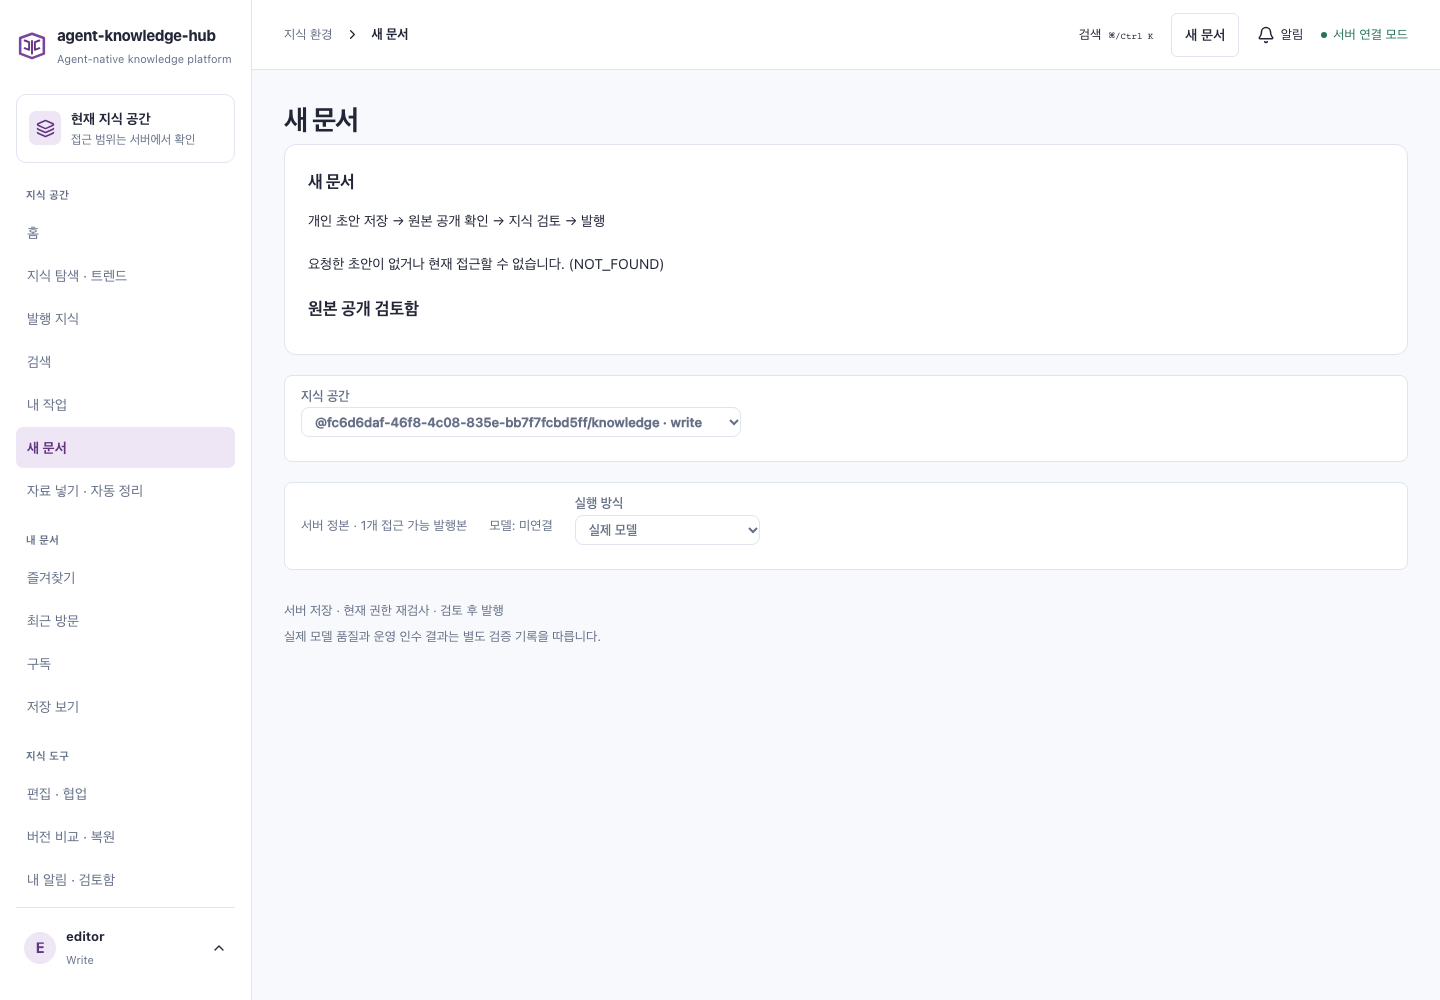 agent-knowledge-hub
Agent-native knowledge platform
현재 지식 공간
접근 범위는 서버에서 확인
지식 공간
홈
지식 탐색 · 트렌드
발행 지식
검색
내 작업
새 문서
자료 넣기 · 자동 정리
내 문서
즐겨찾기
최근 방문
구독
저장 보기
지식 도구
편집 · 협업
버전 비교 · 복원
내 알림 · 검토함
E
editor
Write
지식 환경 > 새 문서
검색 ⌘/Ctrl K
새 문서
알림
서버 연결 모드
새 문서
새 문서
개인 초안 저장 → 원본 공개 확인 → 지식 검토 → 발행
요청한 초안이 없거나 현재 접근할 수 없습니다. (NOT_FOUND)
원본 공개 검토함
지식 공간
@fc6d6daf-46f8-4c08-835e-bb7f7fcbd5ff/knowledge · write
서버 정본 · 1개 접근 가능 발행본
모델: 미연결
실행 방식
실제 모델
서버 저장 · 현재 권한 재검사 · 검토 후 발행
실제 모델 품질과 운영 인수 결과는 별도 검증 기록을 따릅니다.